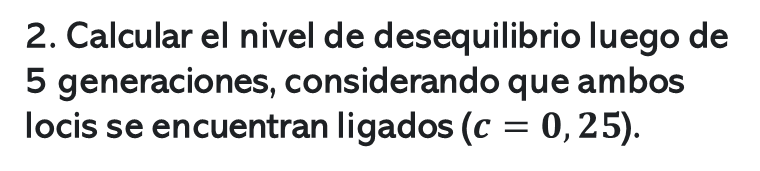 2. Calcular el nivel de desequilibrio luego de
5 generaciones, considerando que ambos
locis se encuentran ligados (c = 0, 25).